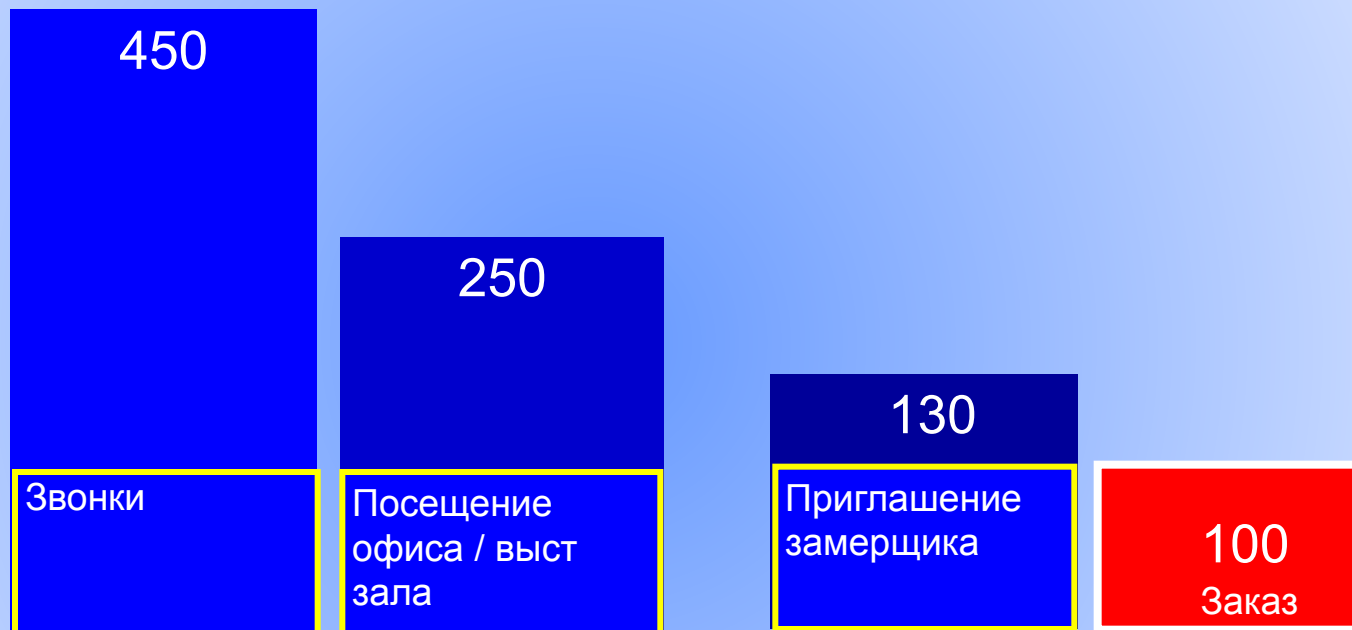 450
Звонки
250
Посещение
офиса / выст
зала
130
Приглашение
замерщика
100
Заказ